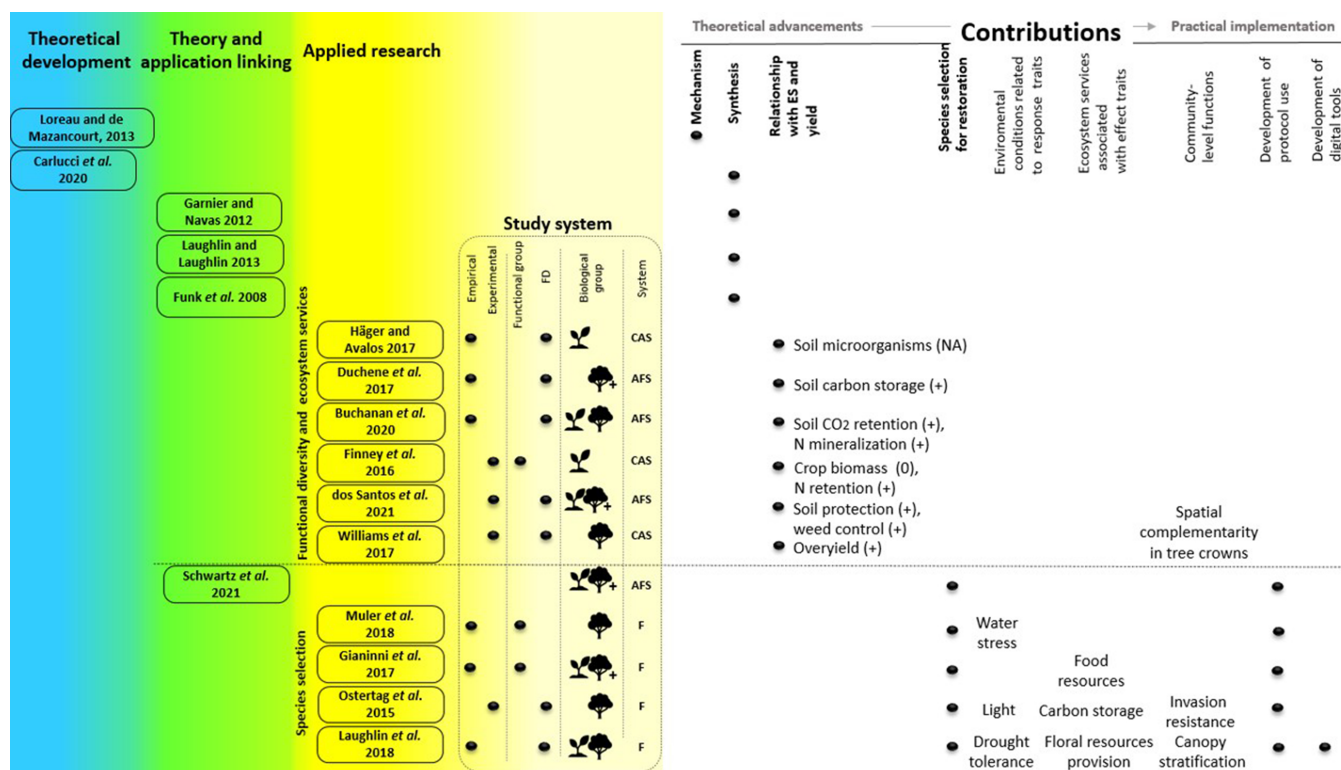 Theoretical
development
Theory and
application linking
Applied research
Theoretical advancements
Contributions
Practical implementation
Mechanism
Synthesis
Relationship
with ES and
yield
Species selection
for restoration
Enviromental
conditions related
to response traits
Ecosystem services
associated
with effect traits
Community-
level functions
Development of
protocol use
Development of
digital tools
Loreau and de
Mazancourt, 2013
Carlucci et al.
2020
Garnier and
Navas 2012
Laughlin and
Laughlin 2013
Funk et al. 2008
Study system
Empirical
Experimental
Functional group
FD
Biological
group
System
Functional diversity and ecosystem services
Häger and
Avalos 2017
CAS
Soil microorganisms (NA)
Duchene et al.
2017
+
AFS
Soil carbon storage (+)
Buchanan et al.
2020
AFS
Soil CO2 retention (+),
N mineralization (+)
Finney et al.
2016
CAS
Crop biomass (0),
N retention (+)
dos Santos et al.
2021
+
AFS
Soil protection (+),
weed control (+)
Williams et al.
2017
CAS
Overyield (+)
Spatial
complementarity
in tree crowns
Schwartz et al.
2021
+
AFS
Species selection
Muler et al.
2018
F
Water
stress
Gianinni et al.
2017
+
F
Food
resources
Ostertag et al.
2015
F
Light
Carbon storage
Invasion
resistance
Laughlin et al.
2018
F
Drought
tolerance
Floral resources
provision
Canopy
stratification